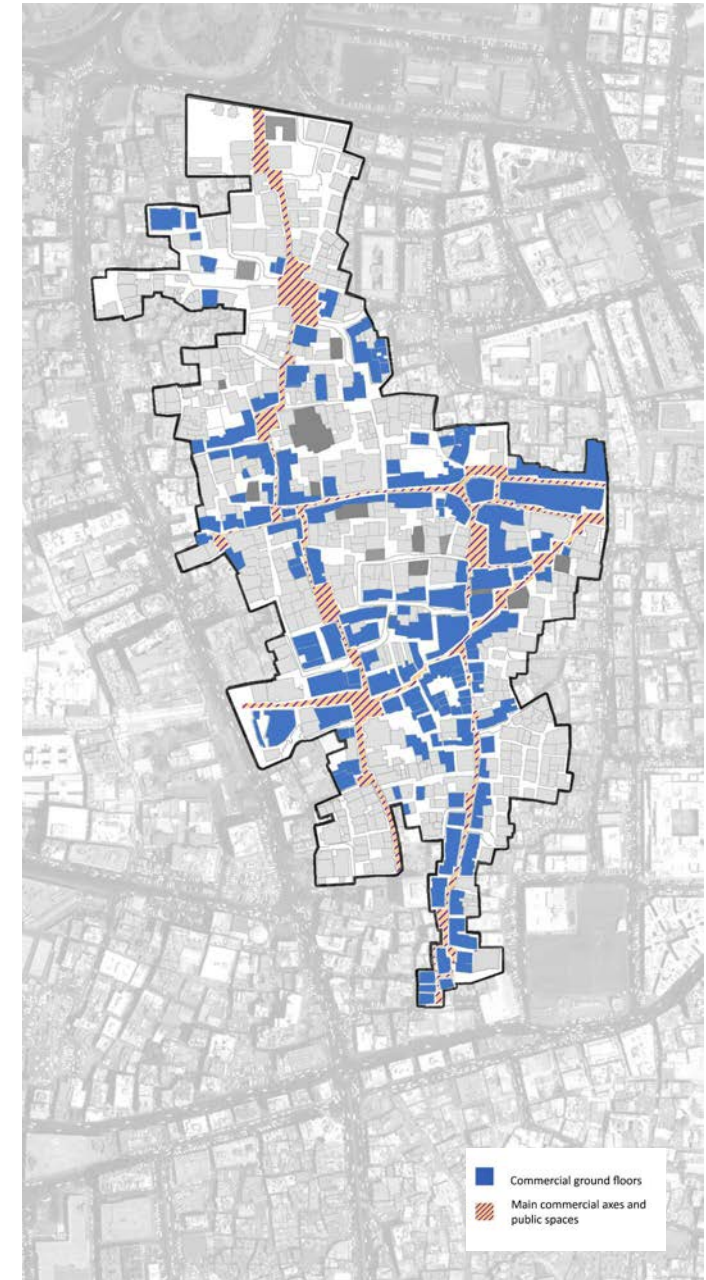 Commercial ground floors
Main commercial axes and
public spaces